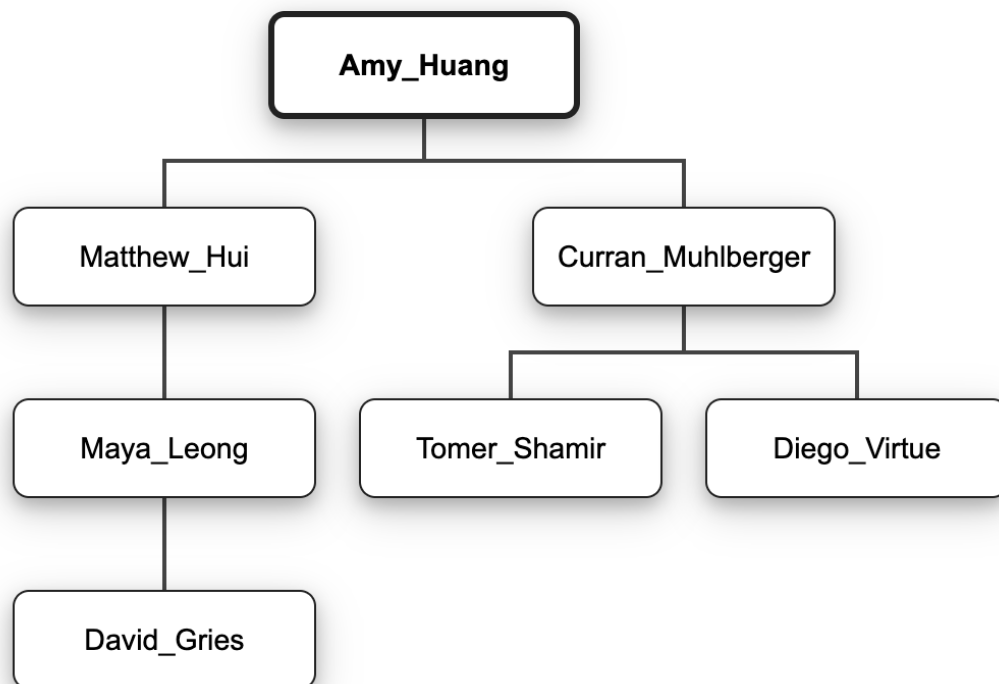 Amy_Huang
Matthew_Hui
Curran_Muhlberger
Maya_Leong
Tomer_Shamir
Diego_Virtue
David_Gries